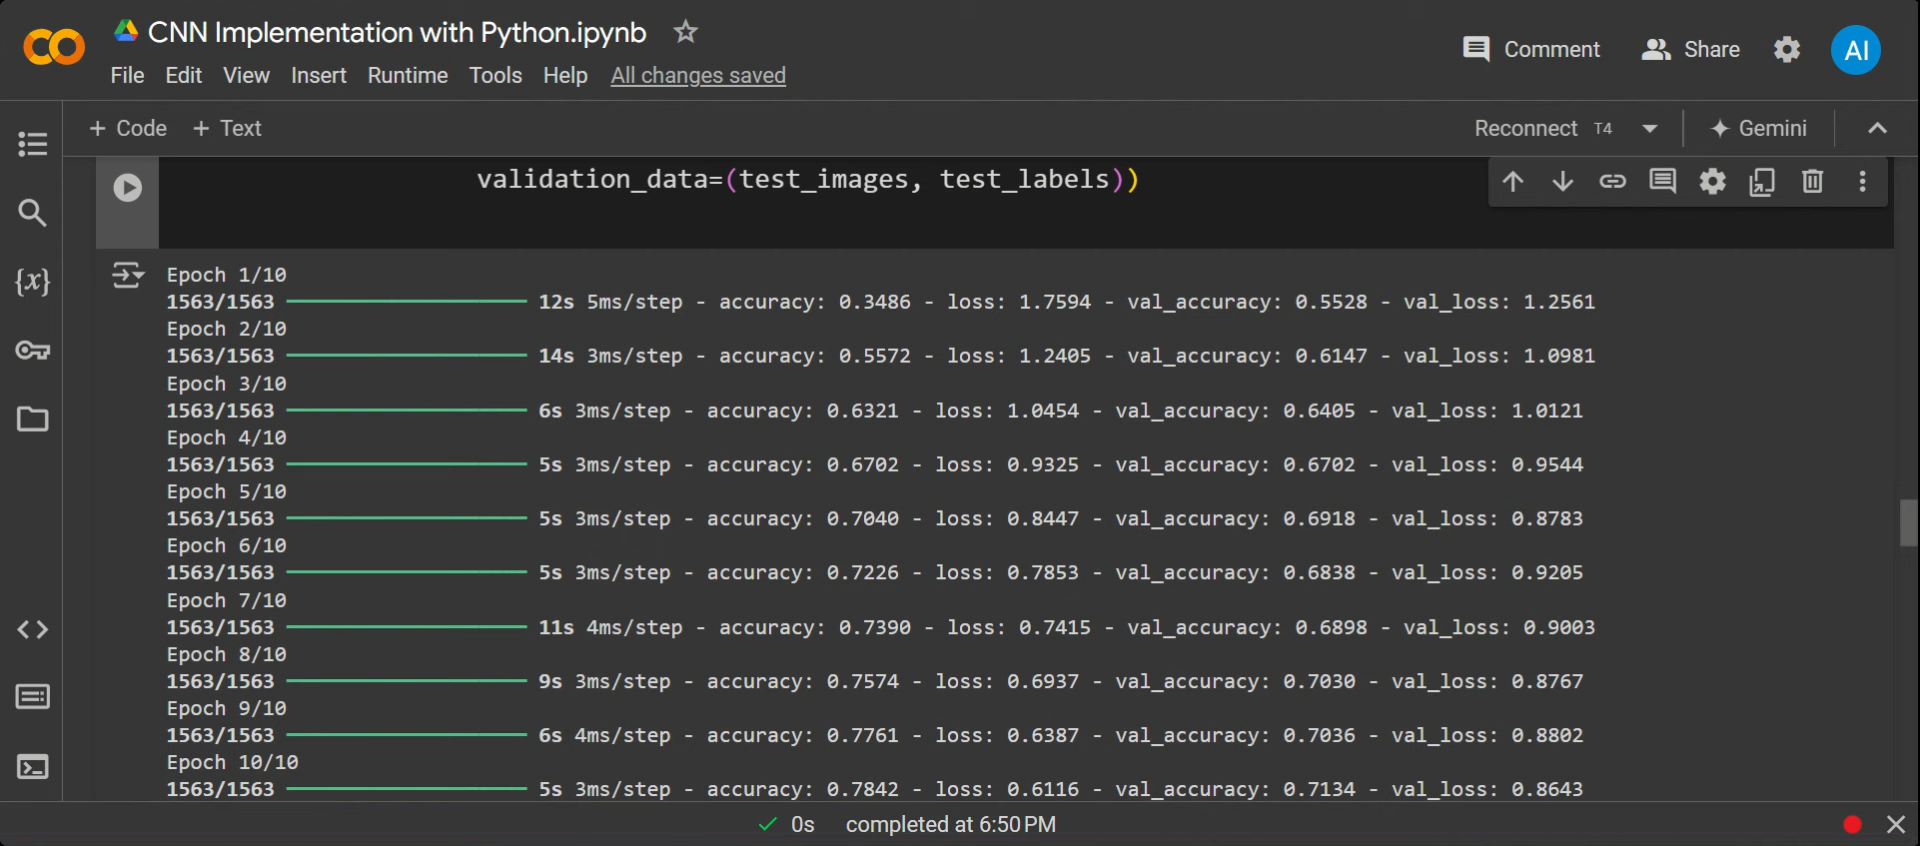 CNN Implementation with Python.ipynb
File Edit View Insert Runtime Tools Help All changes saved
Comment Share AI
+ Code + Text Reconnect T4 Gemini
validation_data=(test_images, test_labels))
{x}
Epoch 1/10
1563/1563 12s 5ms/step - accuracy: 0.3486 - loss: 1.7594 - val_accuracy: 0.5528 - val_loss: 1.2561
Epoch 2/10
1563/1563 14s 3ms/step - accuracy: 0.5572 - loss: 1.2405 - val_accuracy: 0.6147 - val_loss: 1.0981
Epoch 3/10
1563/1563 6s 3ms/step - accuracy: 0.6321 - loss: 1.0454 - val_accuracy: 0.6405 - val_loss: 1.0121
Epoch 4/10
1563/1563 5s 3ms/step - accuracy: 0.6702 - loss: 0.9325 - val_accuracy: 0.6702 - val_loss: 0.9544
Epoch 5/10
1563/1563 5s 3ms/step - accuracy: 0.7040 - loss: 0.8447 - val_accuracy: 0.6918 - val_loss: 0.8783
Epoch 6/10
1563/1563 5s 3ms/step - accuracy: 0.7226 - loss: 0.7853 - val_accuracy: 0.6838 - val_loss: 0.9205
Epoch 7/10
1563/1563 11s 4ms/step - accuracy: 0.7390 - loss: 0.7415 - val_accuracy: 0.6898 - val_loss: 0.9003
Epoch 8/10
1563/1563 9s 3ms/step - accuracy: 0.7574 - loss: 0.6937 - val_accuracy: 0.7030 - val_loss: 0.8767
Epoch 9/10
1563/1563 6s 4ms/step - accuracy: 0.7761 - loss: 0.6387 - val_accuracy: 0.7036 - val_loss: 0.8802
Epoch 10/10
1563/1563 5s 3ms/step - accuracy: 0.7842 - loss: 0.6116 - val_accuracy: 0.7134 - val_loss: 0.8643
0s completed at 6:50 PM